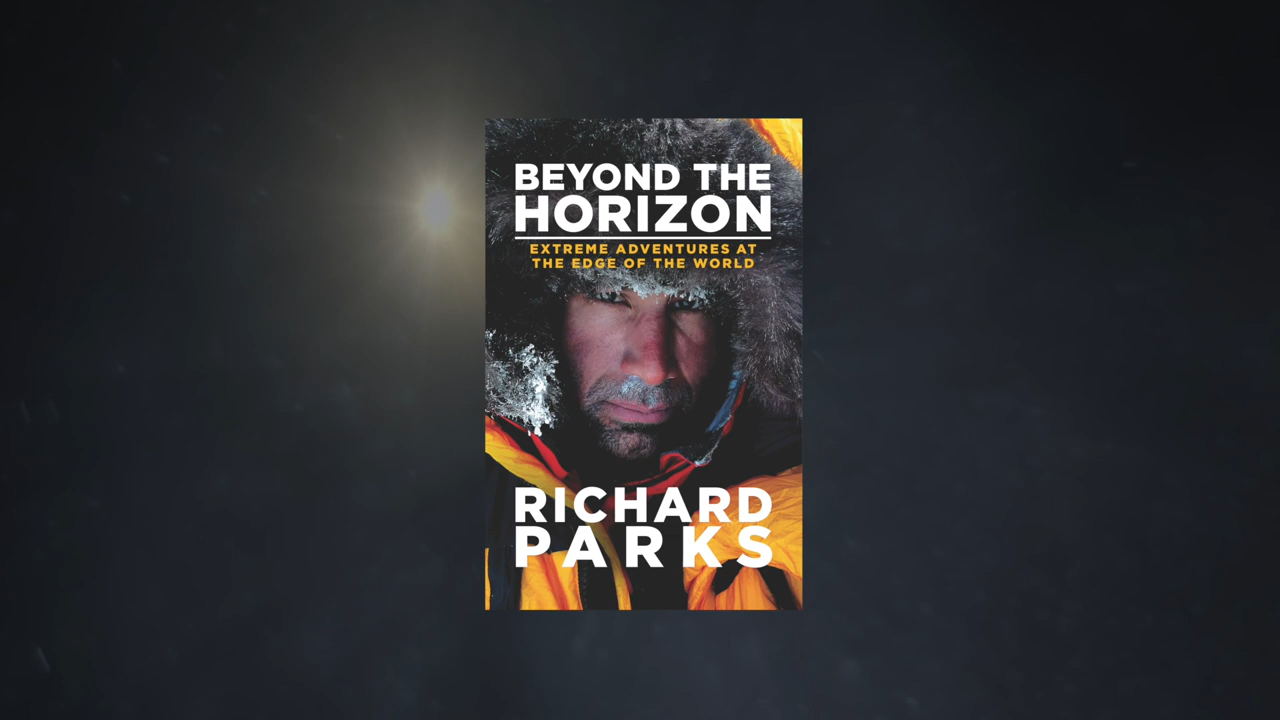 BEYOND THE
HORIZON
EXTREME ADVENTURES AT
THE EDGE OF THE WORLD
RICHARD
PARKS